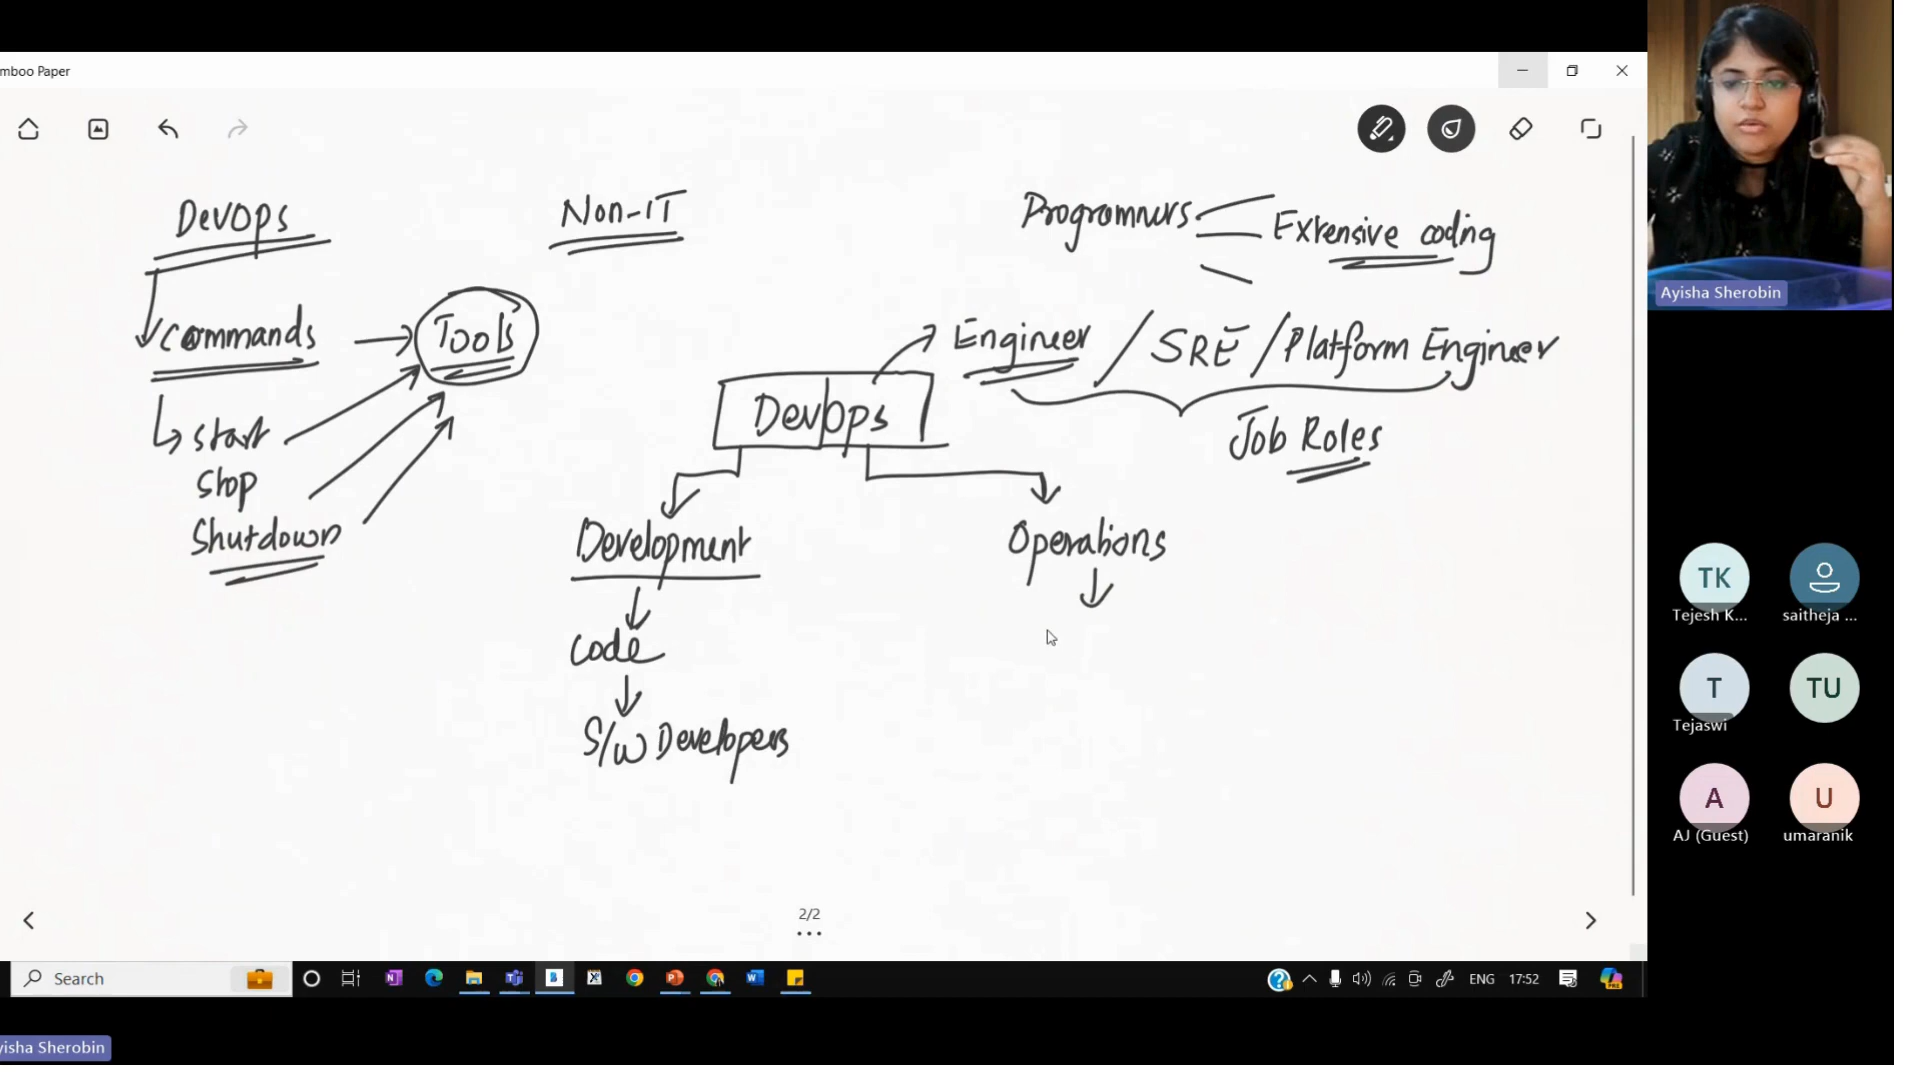 mboo Paper
DevOps
Non-IT
Programmers
Extensive coding
Commands
Tools
Engineer / SRE / Platform Engineer
DevOps
Job Roles
start
stop
Shutdown
Development
Operations
Code
S/W Developers
2/2
Ayisha Sherobin
TK
Tejesh K...
saitheja ...
T
Tejaswi
TU
A
AJ (Guest)
U
umaranik
Search
ENG
17:52
yisha Sherobin